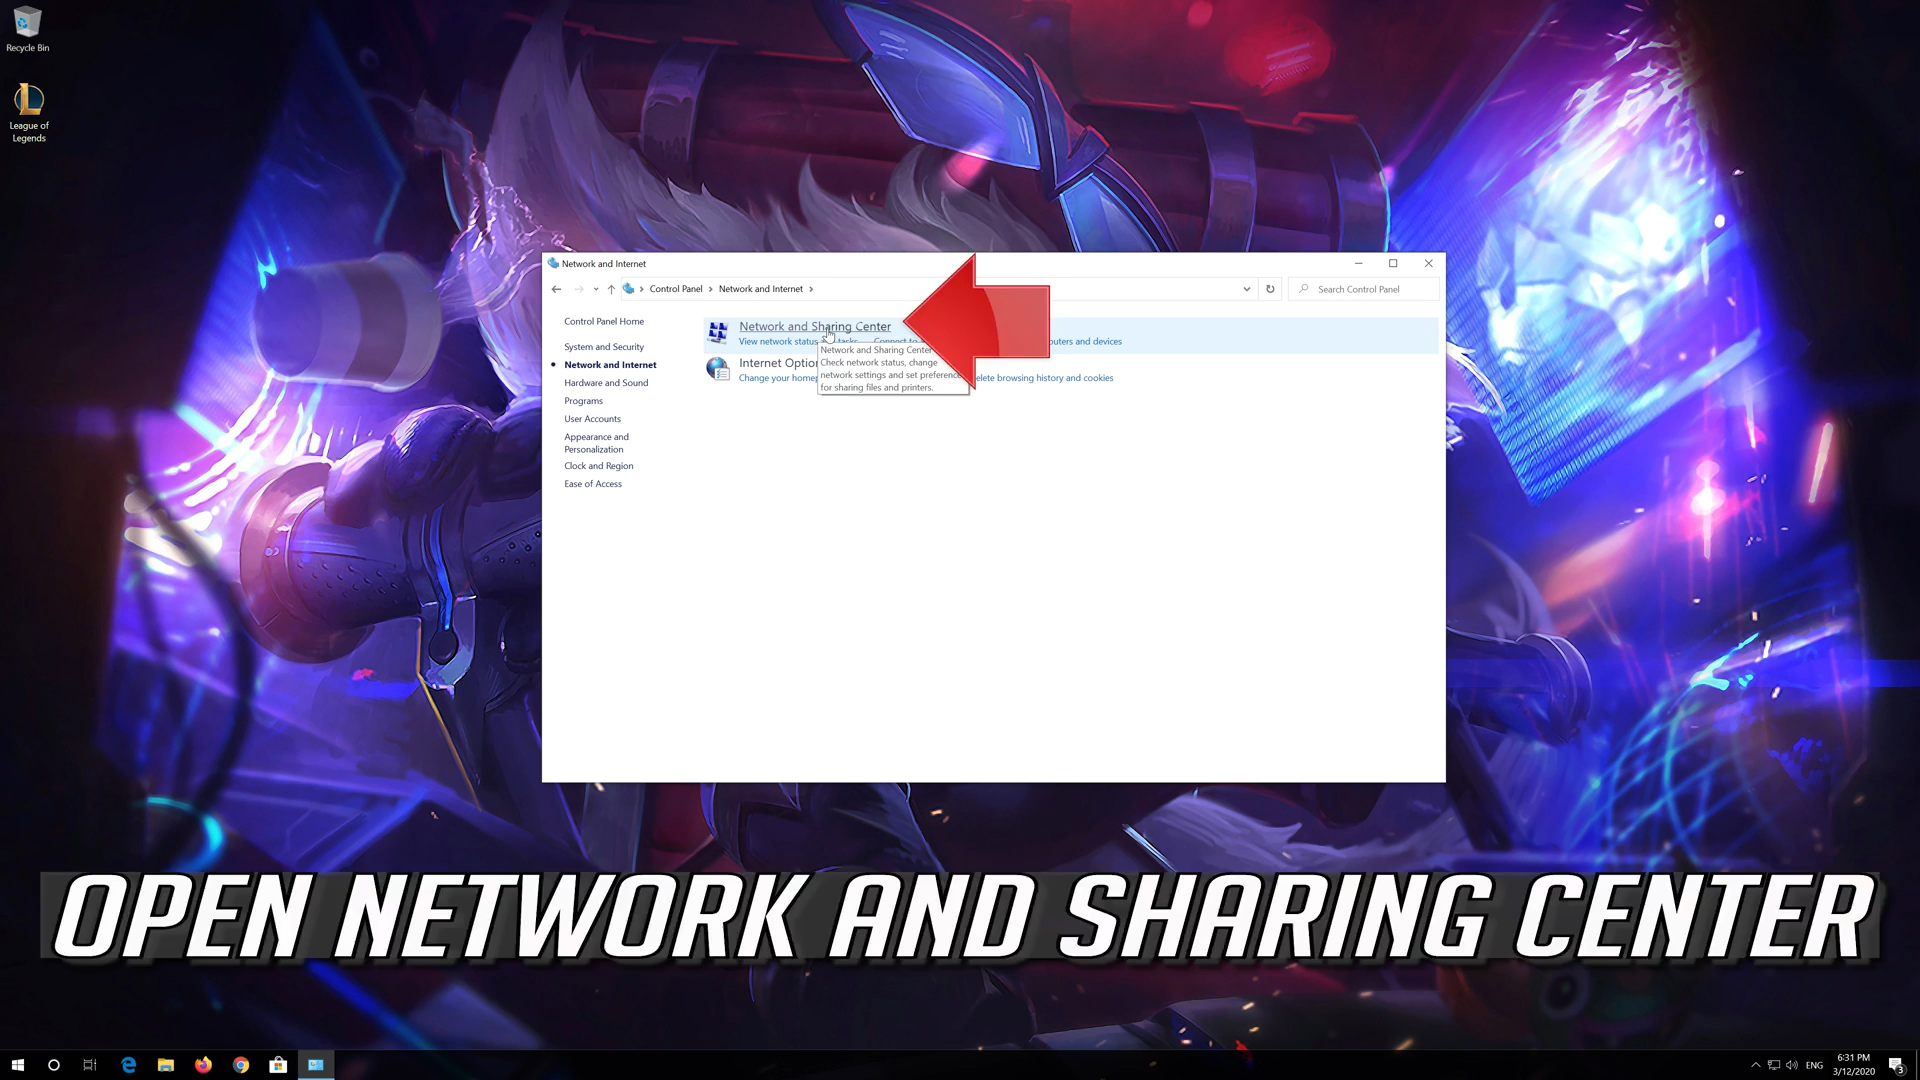 Recycle Bin
League of
Legends
Network and Internet
Control Panel
Network and Internet
Search Control Panel
Control Panel Home
System and Security
Network and Internet
Hardware and Sound
Programs
User Accounts
Appearance and
Personalization
Clock and Region
Ease of Access
Network and Sharing Center
View network status
uters and devices
Network and Sharing Center
Check network status, change
network settings and set preferenc
for sharing files and printers.
Internet Optio
Change your home
elete browsing history and cookies
OPEN NETWORK AND SHARING CENTER
ENG
6:31 PM
3/12/2020
3